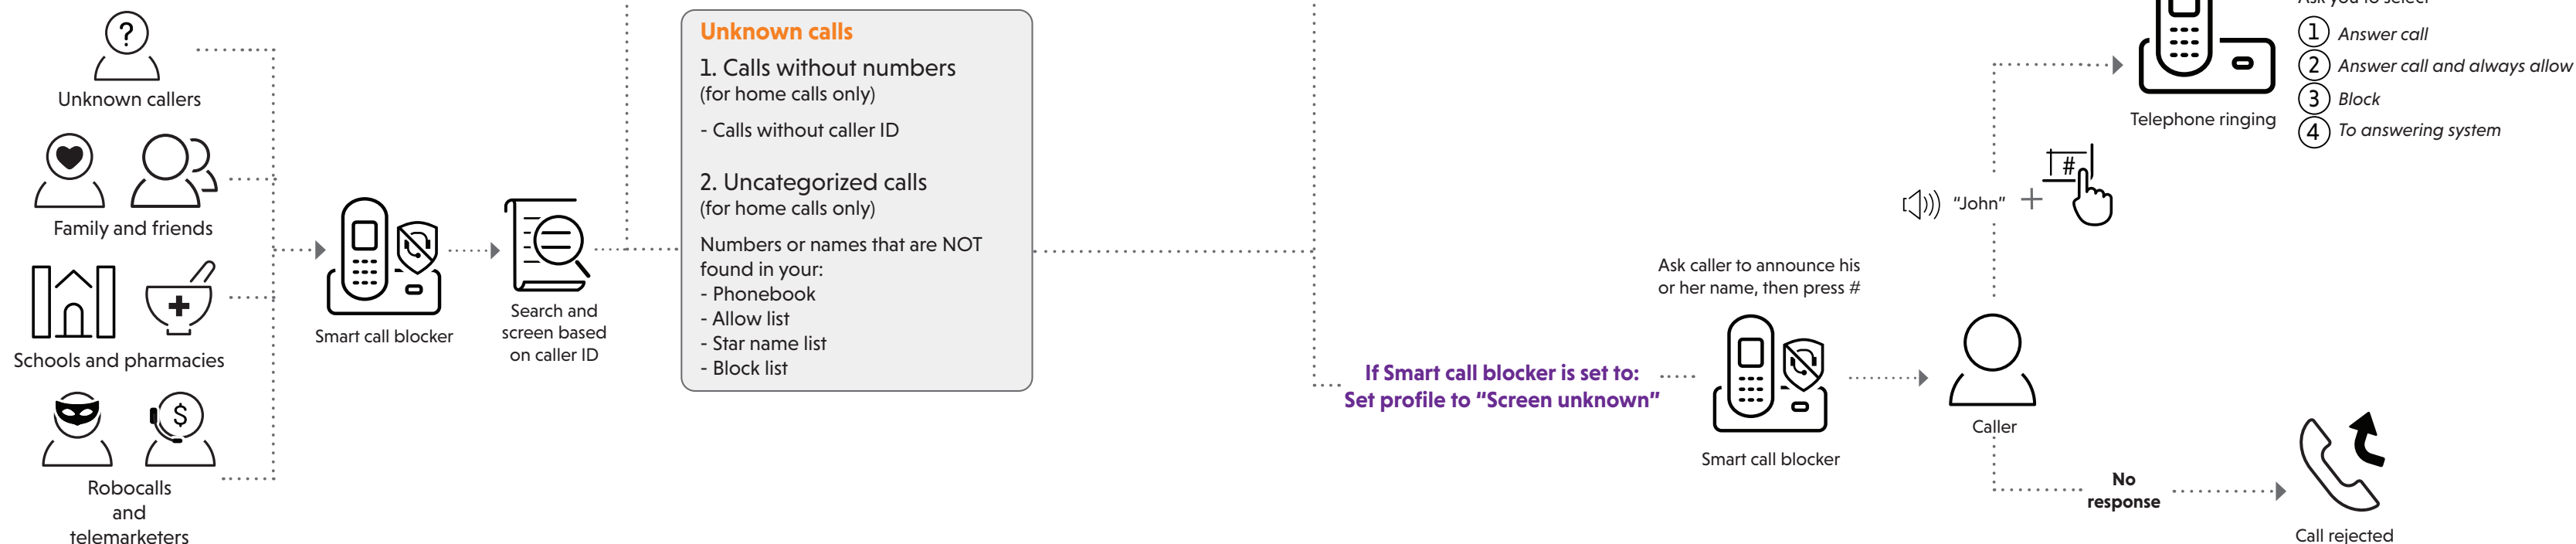 Unknown callers
Family and friends
Schools and pharmacies
Robocalls
and
telemarketers
Smart call blocker
Search and
screen based
on caller ID
Unknown calls
1. Calls without numbers
(for home calls only)
- Calls without caller ID
2. Uncategorized calls
(for home calls only)
Numbers or names that are NOT
found in your:
- Phonebook
- Allow list
- Star name list
- Block list
If Smart call blocker is set to:
Set profile to “Screen unknown”
Ask caller to announce his
or her name, then press #
Smart call blocker
Caller
“John” + #
Telephone ringing
Ask you to select
1 Answer call
2 Answer call and always allow
3 Block
4 To answering system
No
response
Call rejected